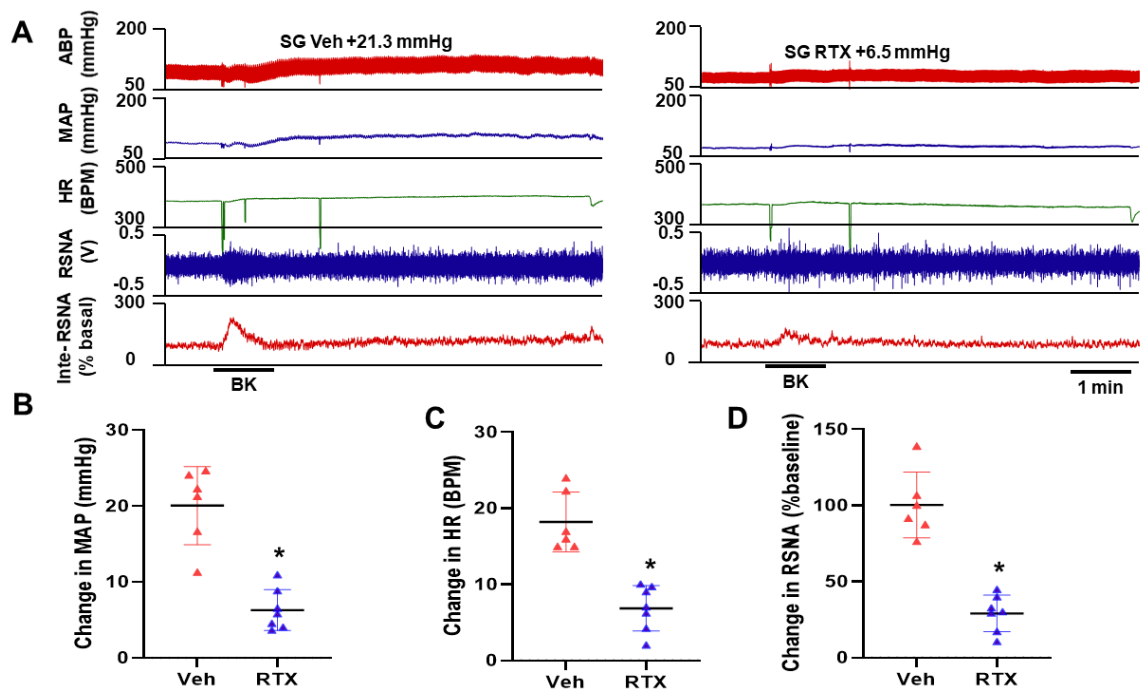 A
SG Veh +21.3 mmHg
SG RTX +6.5 mmHg
ABP
(mmHg)
200
50
200
50
MAP
(mmHg)
200
50
200
50
HR
(BPM)
500
300
500
300
RSNA
(V)
0.5
-0.5
0.5
-0.5
Inte-RSNA
(% basal)
300
0
300
0
BK
BK
1 min
B
Change in MAP (mmHg)
30
20
10
0
*
Veh RTX
C
Change in HR (BPM)
30
20
10
0
*
Veh RTX
D
Change in RSNA (%baseline)
150
100
50
0
*
Veh RTX